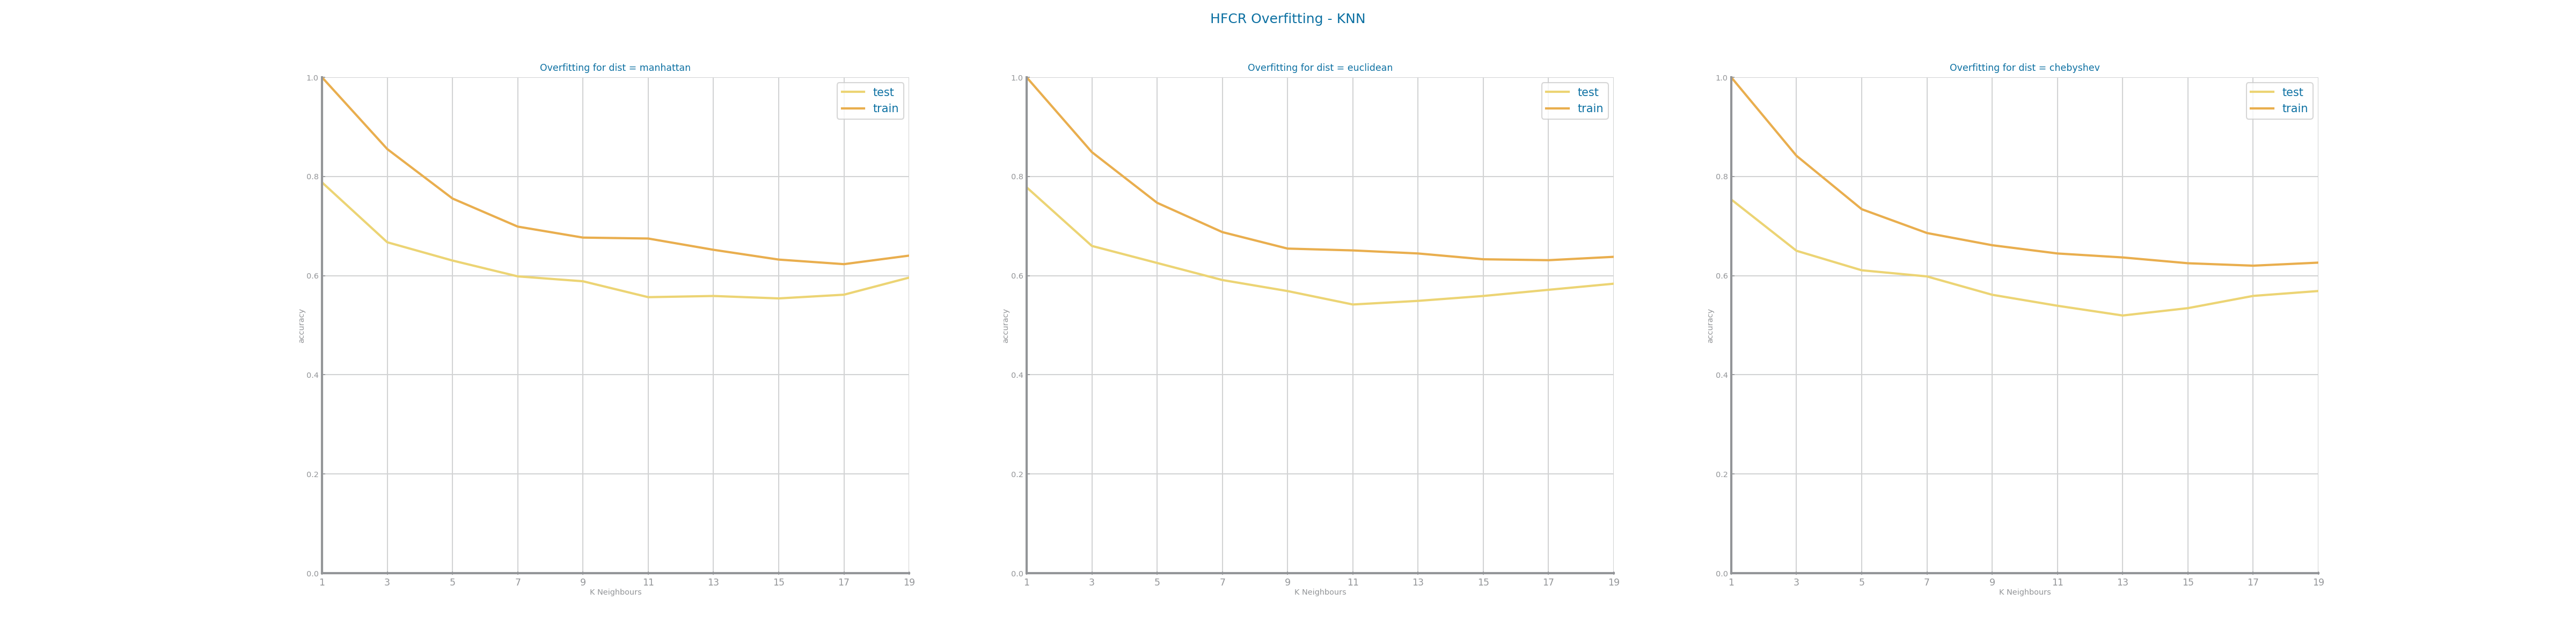 HFCR Overfitting - KNN
Overfitting for dist = manhattan
1.0
0.8
0.6
0.4
0.2
0.0
accuracy
test
train
1 3 5 7 9 11 13 15 17 19
K Neighbours
Overfitting for dist = euclidean
1.0
0.8
0.6
0.4
0.2
0.0
accuracy
test
train
1 3 5 7 9 11 13 15 17 19
K Neighbours
Overfitting for dist = chebyshev
1.0
0.8
0.6
0.4
0.2
0.0
accuracy
test
train
1 3 5 7 9 11 13 15 17 19
K Neighbours